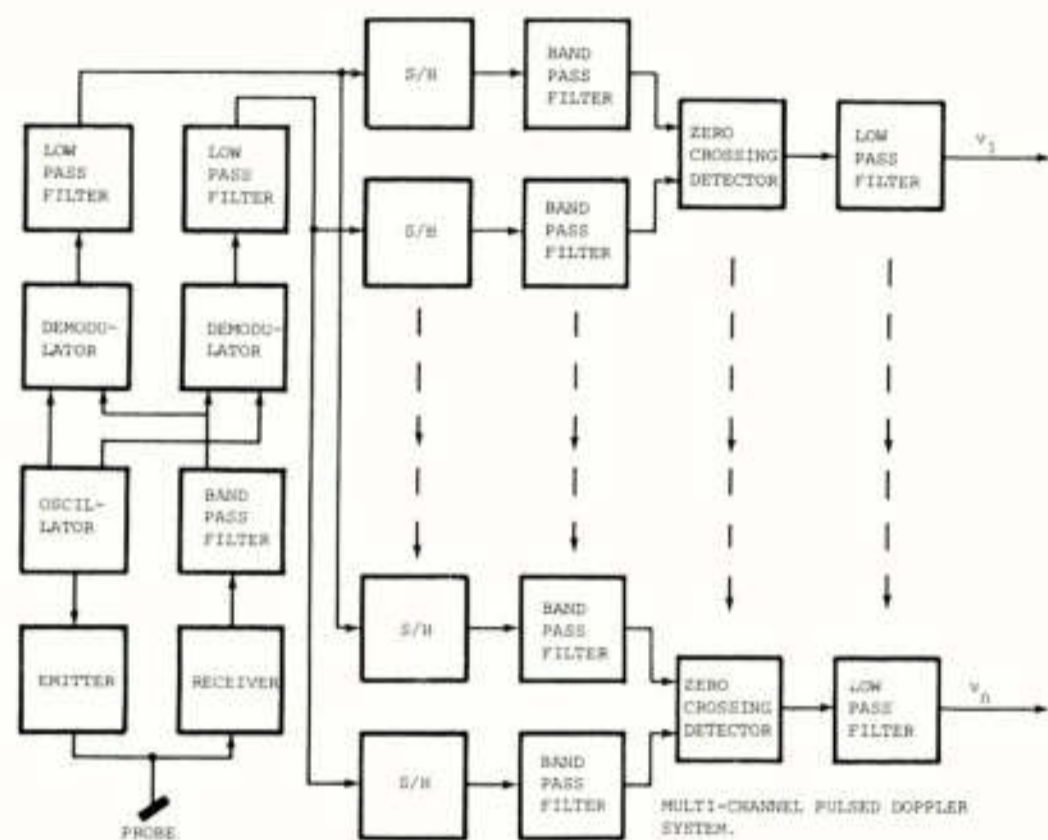 S/H
BAND
PASS
FILTER
LOW
PASS
FILTER
LOW
PASS
FILTER
ZERO
CROSSING
DETECTOR
LOW
PASS
FILTER
v1
S/H
BAND
PASS
FILTER
DEMODU-
LATOR
DEMODU-
LATOR
OSCIL-
LATOR
BAND
PASS
FILTER
S/H
BAND
PASS
FILTER
EMITTER
RECEIVER
ZERO
CROSSING
DETECTOR
LOW
PASS
FILTER
vn
S/H
BAND
PASS
FILTER
PROBE
MULTI-CHANNEL PULSED DOPPLER
SYSTEM.